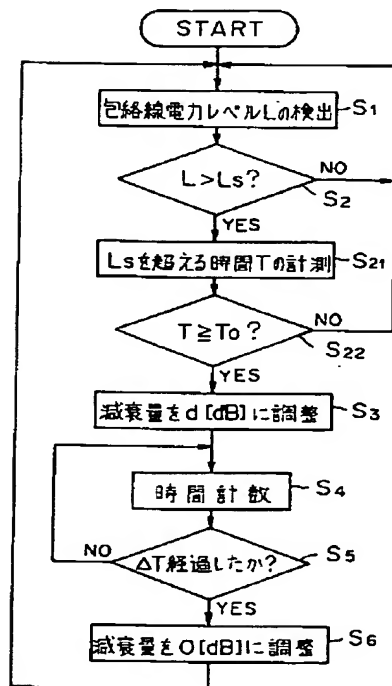 START
包絡線電力レベルLの検出
S1
L>Ls?
NO
S2
YES
Lsを超える時間Tの計測
S21
T≧To?
NO
S22
YES
減衰量をd[dB]に調整
S3
時間計数
S4
NO
ΔT経過したか?
S5
YES
減衰量を0[dB]に調整
S6